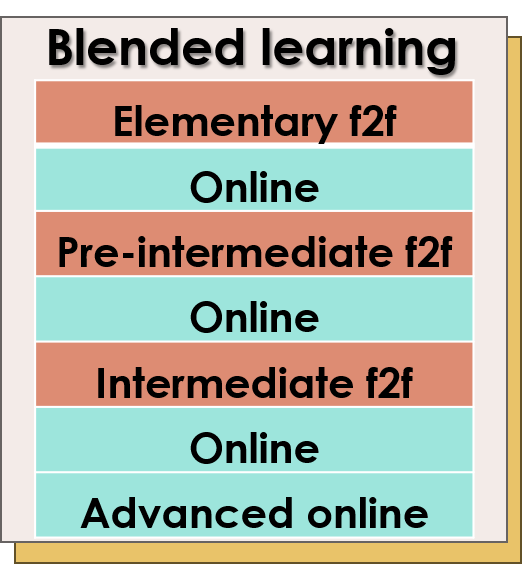 Blended learning
Elementary f2f
Online
Pre-intermediate f2f
Online
Intermediate f2f
Online
Advanced online